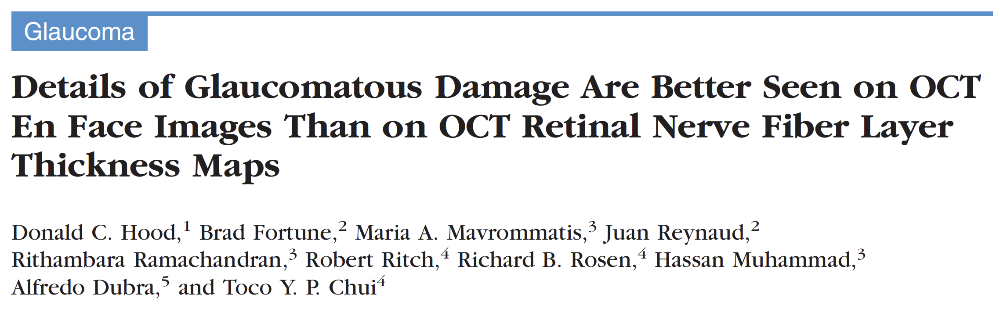 Glaucoma
Details of Glaucomatous Damage Are Better Seen on OCT
En Face Images Than on OCT Retinal Nerve Fiber Layer
Thickness Maps
Donald C. Hood,1 Brad Fortune,2 Maria A. Mavrommatis,3 Juan Reynaud,2
Rithambara Ramachandran,3 Robert Ritch,4 Richard B. Rosen,4 Hassan Muhammad,3
Alfredo Dubra,5 and Toco Y. P. Chui4